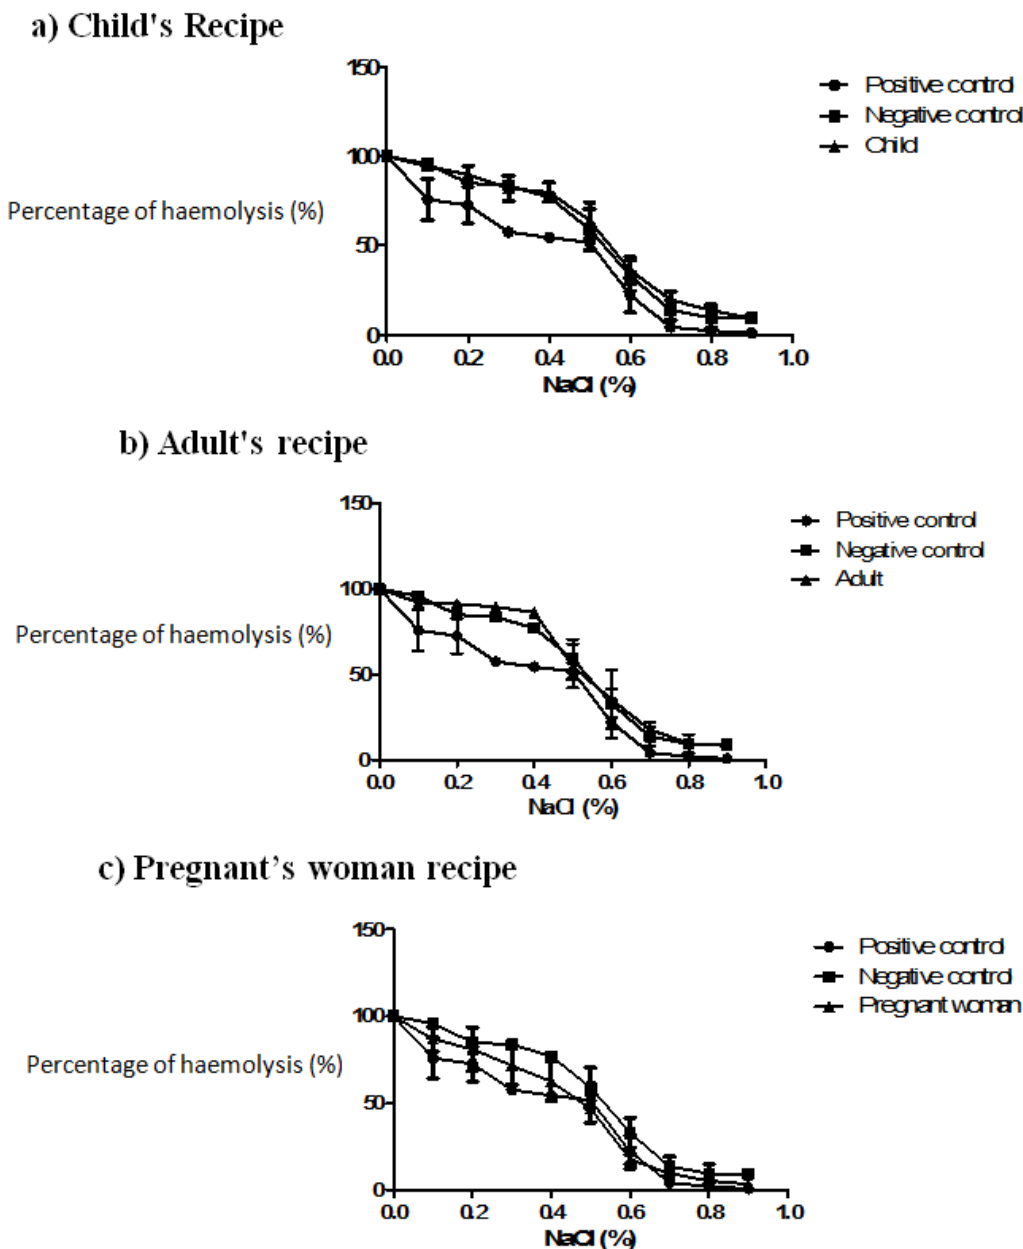 a) Child's Recipe
150
100
50
0
Percentage of haemolysis (%)
0.0 0.2 0.4 0.6 0.8 1.0
NaCl (%)
Positive control
Negative control
Child
b) Adult's recipe
150
100
50
0
Percentage of haemolysis (%)
0.0 0.2 0.4 0.6 0.8 1.0
NaCl (%)
Positive control
Negative control
Adult
c) Pregnant’s woman recipe
150
100
50
0
Percentage of haemolysis (%)
0.0 0.2 0.4 0.6 0.8 1.0
NaCl (%)
Positive control
Negative control
Pregnant woman